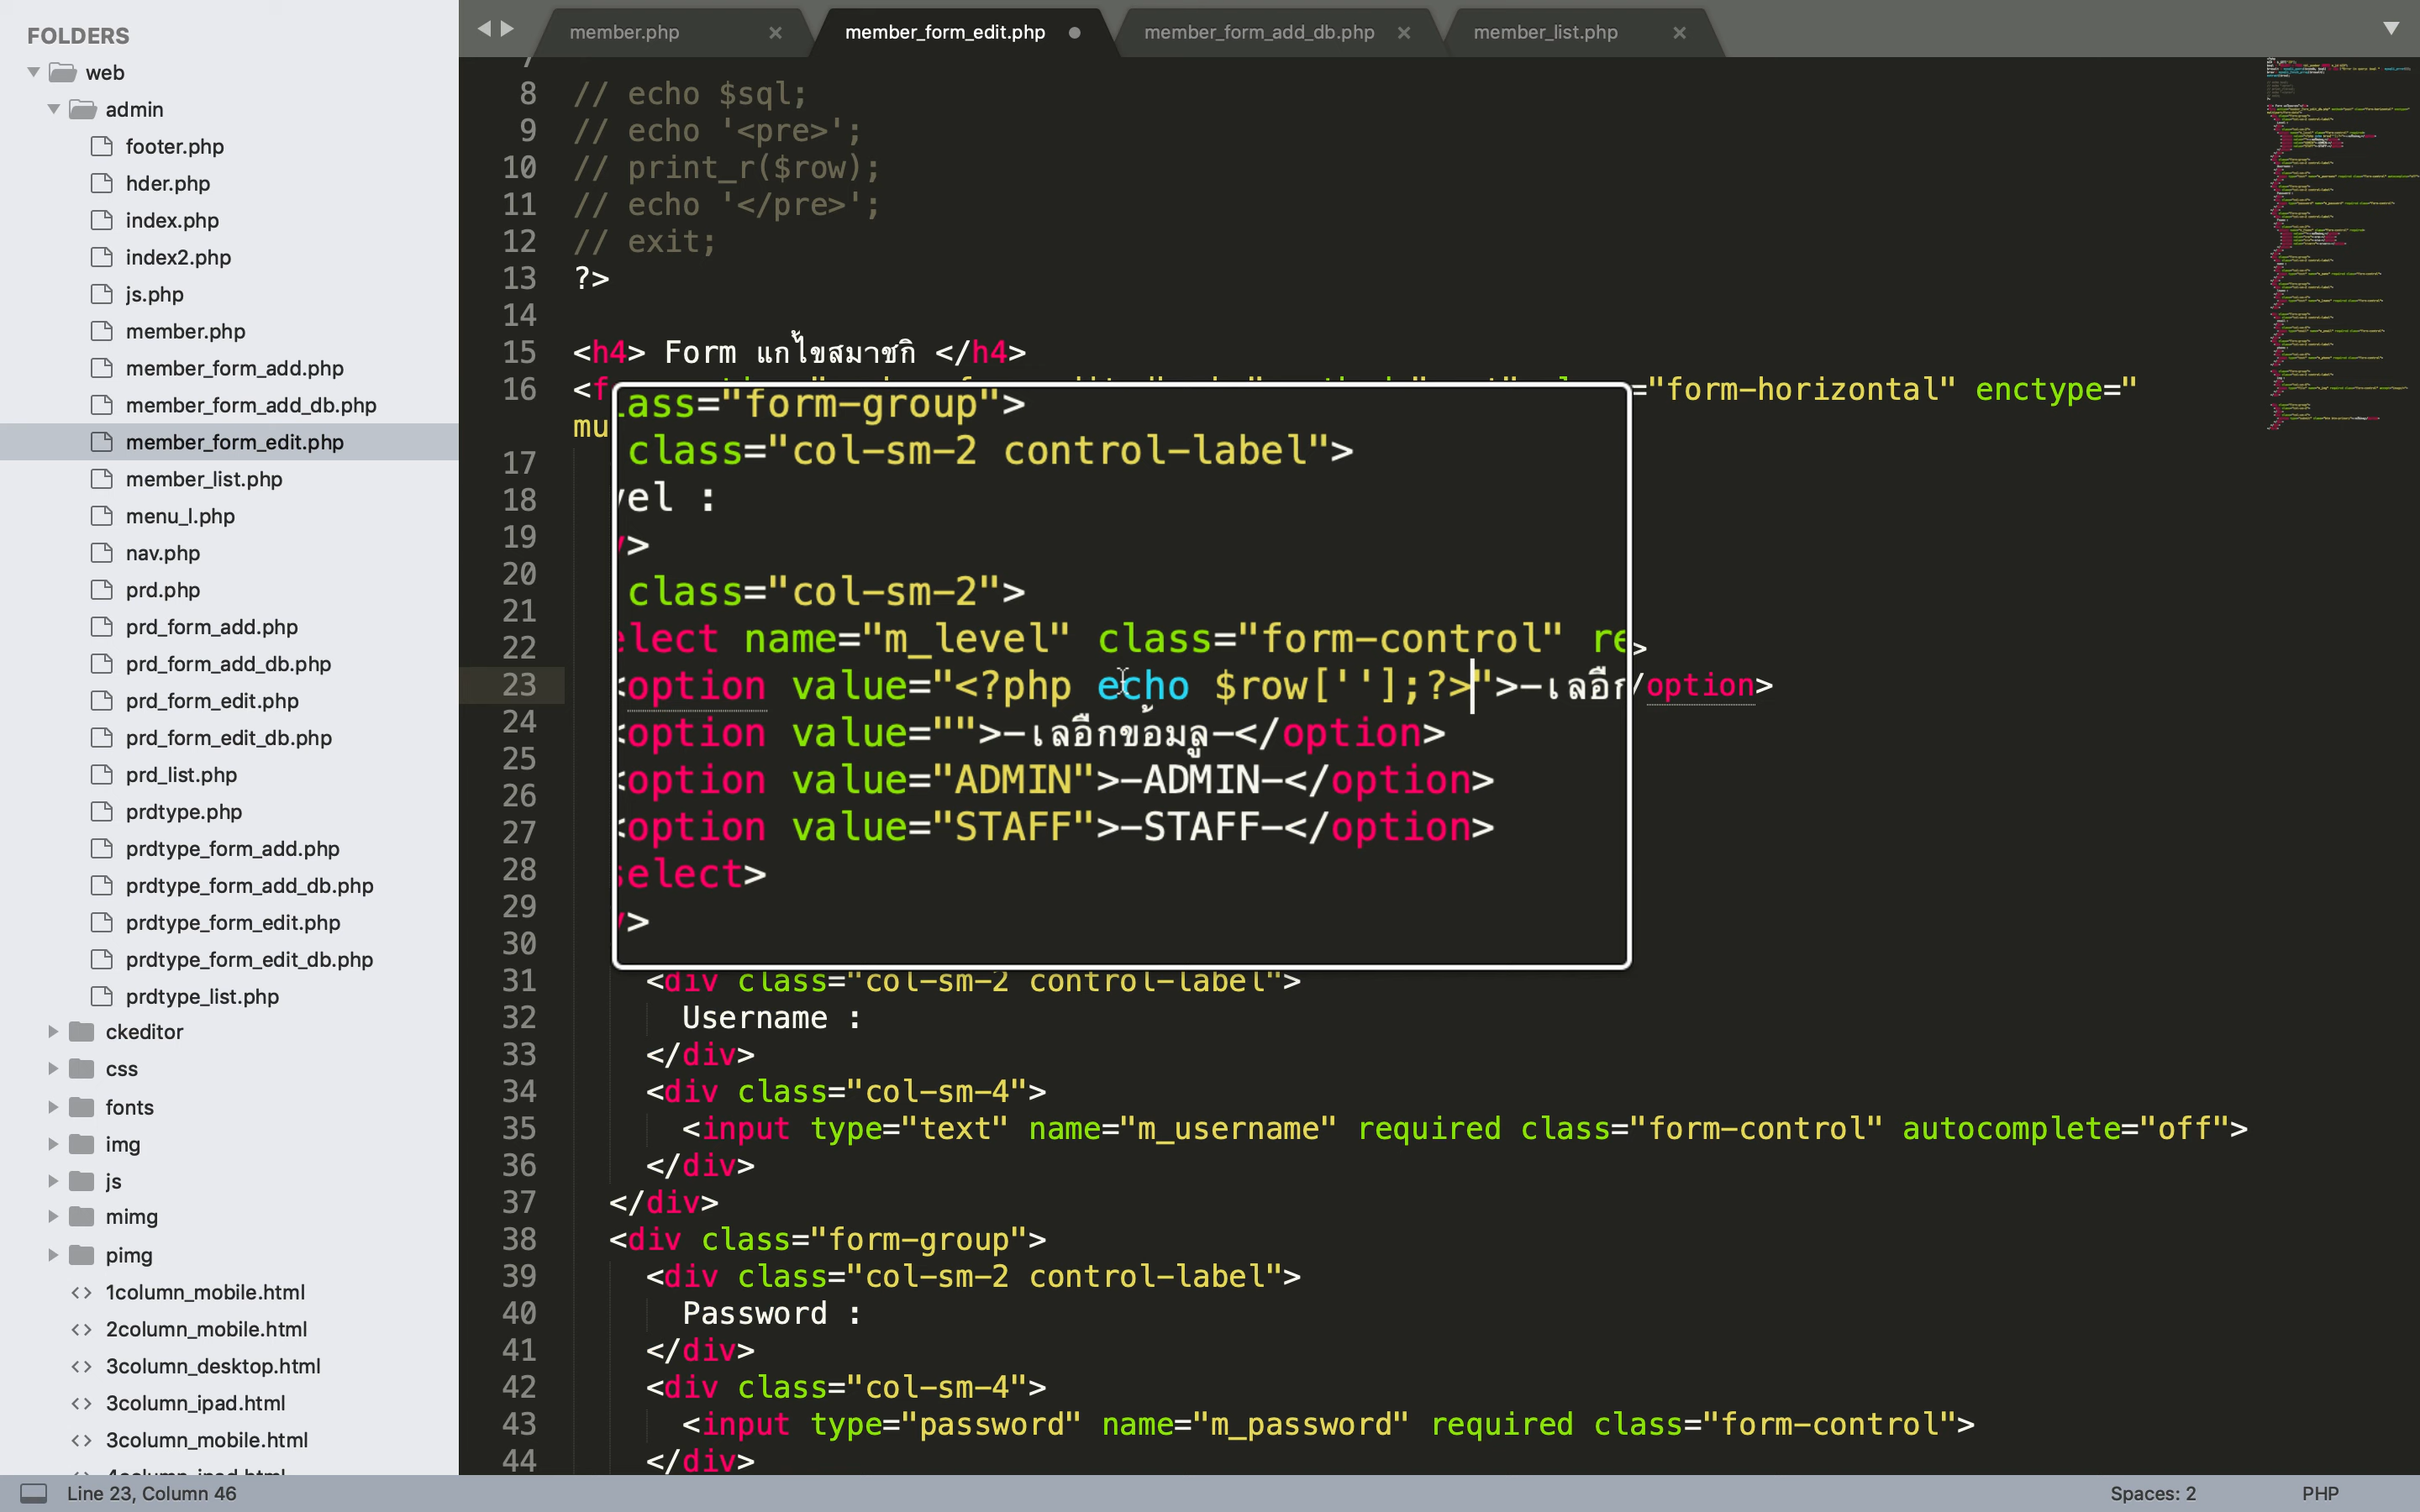 FOLDERS
web
admin
footer.php
hder.php
index.php
index2.php
js.php
member.php
member_form_add.php
member_form_add_db.php
member_form_edit.php
member_list.php
menu_l.php
nav.php
prd.php
prd_form_add.php
prd_form_add_db.php
prd_form_edit.php
prd_form_edit_db.php
prd_list.php
prdtype.php
prdtype_form_add.php
prdtype_form_add_db.php
prdtype_form_edit.php
prdtype_form_edit_db.php
prdtype_list.php
ckeditor
css
fonts
img
js
mimg
pimg
1column_mobile.html
2column_mobile.html
3column_desktop.html
3column_ipad.html
3column_mobile.html
member.php
member_form_edit.php
member_form_add_db.php
member_list.php
7
8 // echo $sql;
9 // echo '<pre>';
10 // print_r($row);
11 // echo '</pre>';
12 // exit;
13 ?>
14
15 <h4> Form แก้ไขสมาชิก </h4>
16 <f ="form-horizontal" enctype="
mu
17 ass="form-group">
18 class="col-sm-2 control-label">
19 vel :
20 >
21 class="col-sm-2">
22 elect name="m_level" class="form-control" re >
23 <option value="<?php echo $row[''];?>">-เลือก /option>
24 <option value="">-เลือกข้อมูล-</option>
25 <option value="ADMIN">-ADMIN-</option>
26 <option value="STAFF">-STAFF-</option>
27 select>
28 >
29
30
31 <div class="col-sm-2 control-label">
32 Username :
33 </div>
34 <div class="col-sm-4">
35 <input type="text" name="m_username" required class="form-control" autocomplete="off">
36 </div>
37 </div>
38 <div class="form-group">
39 <div class="col-sm-2 control-label">
40 Password :
41 </div>
42 <div class="col-sm-4">
43 <input type="password" name="m_password" required class="form-control">
44 </div>
Line 23, Column 46
Spaces: 2
PHP